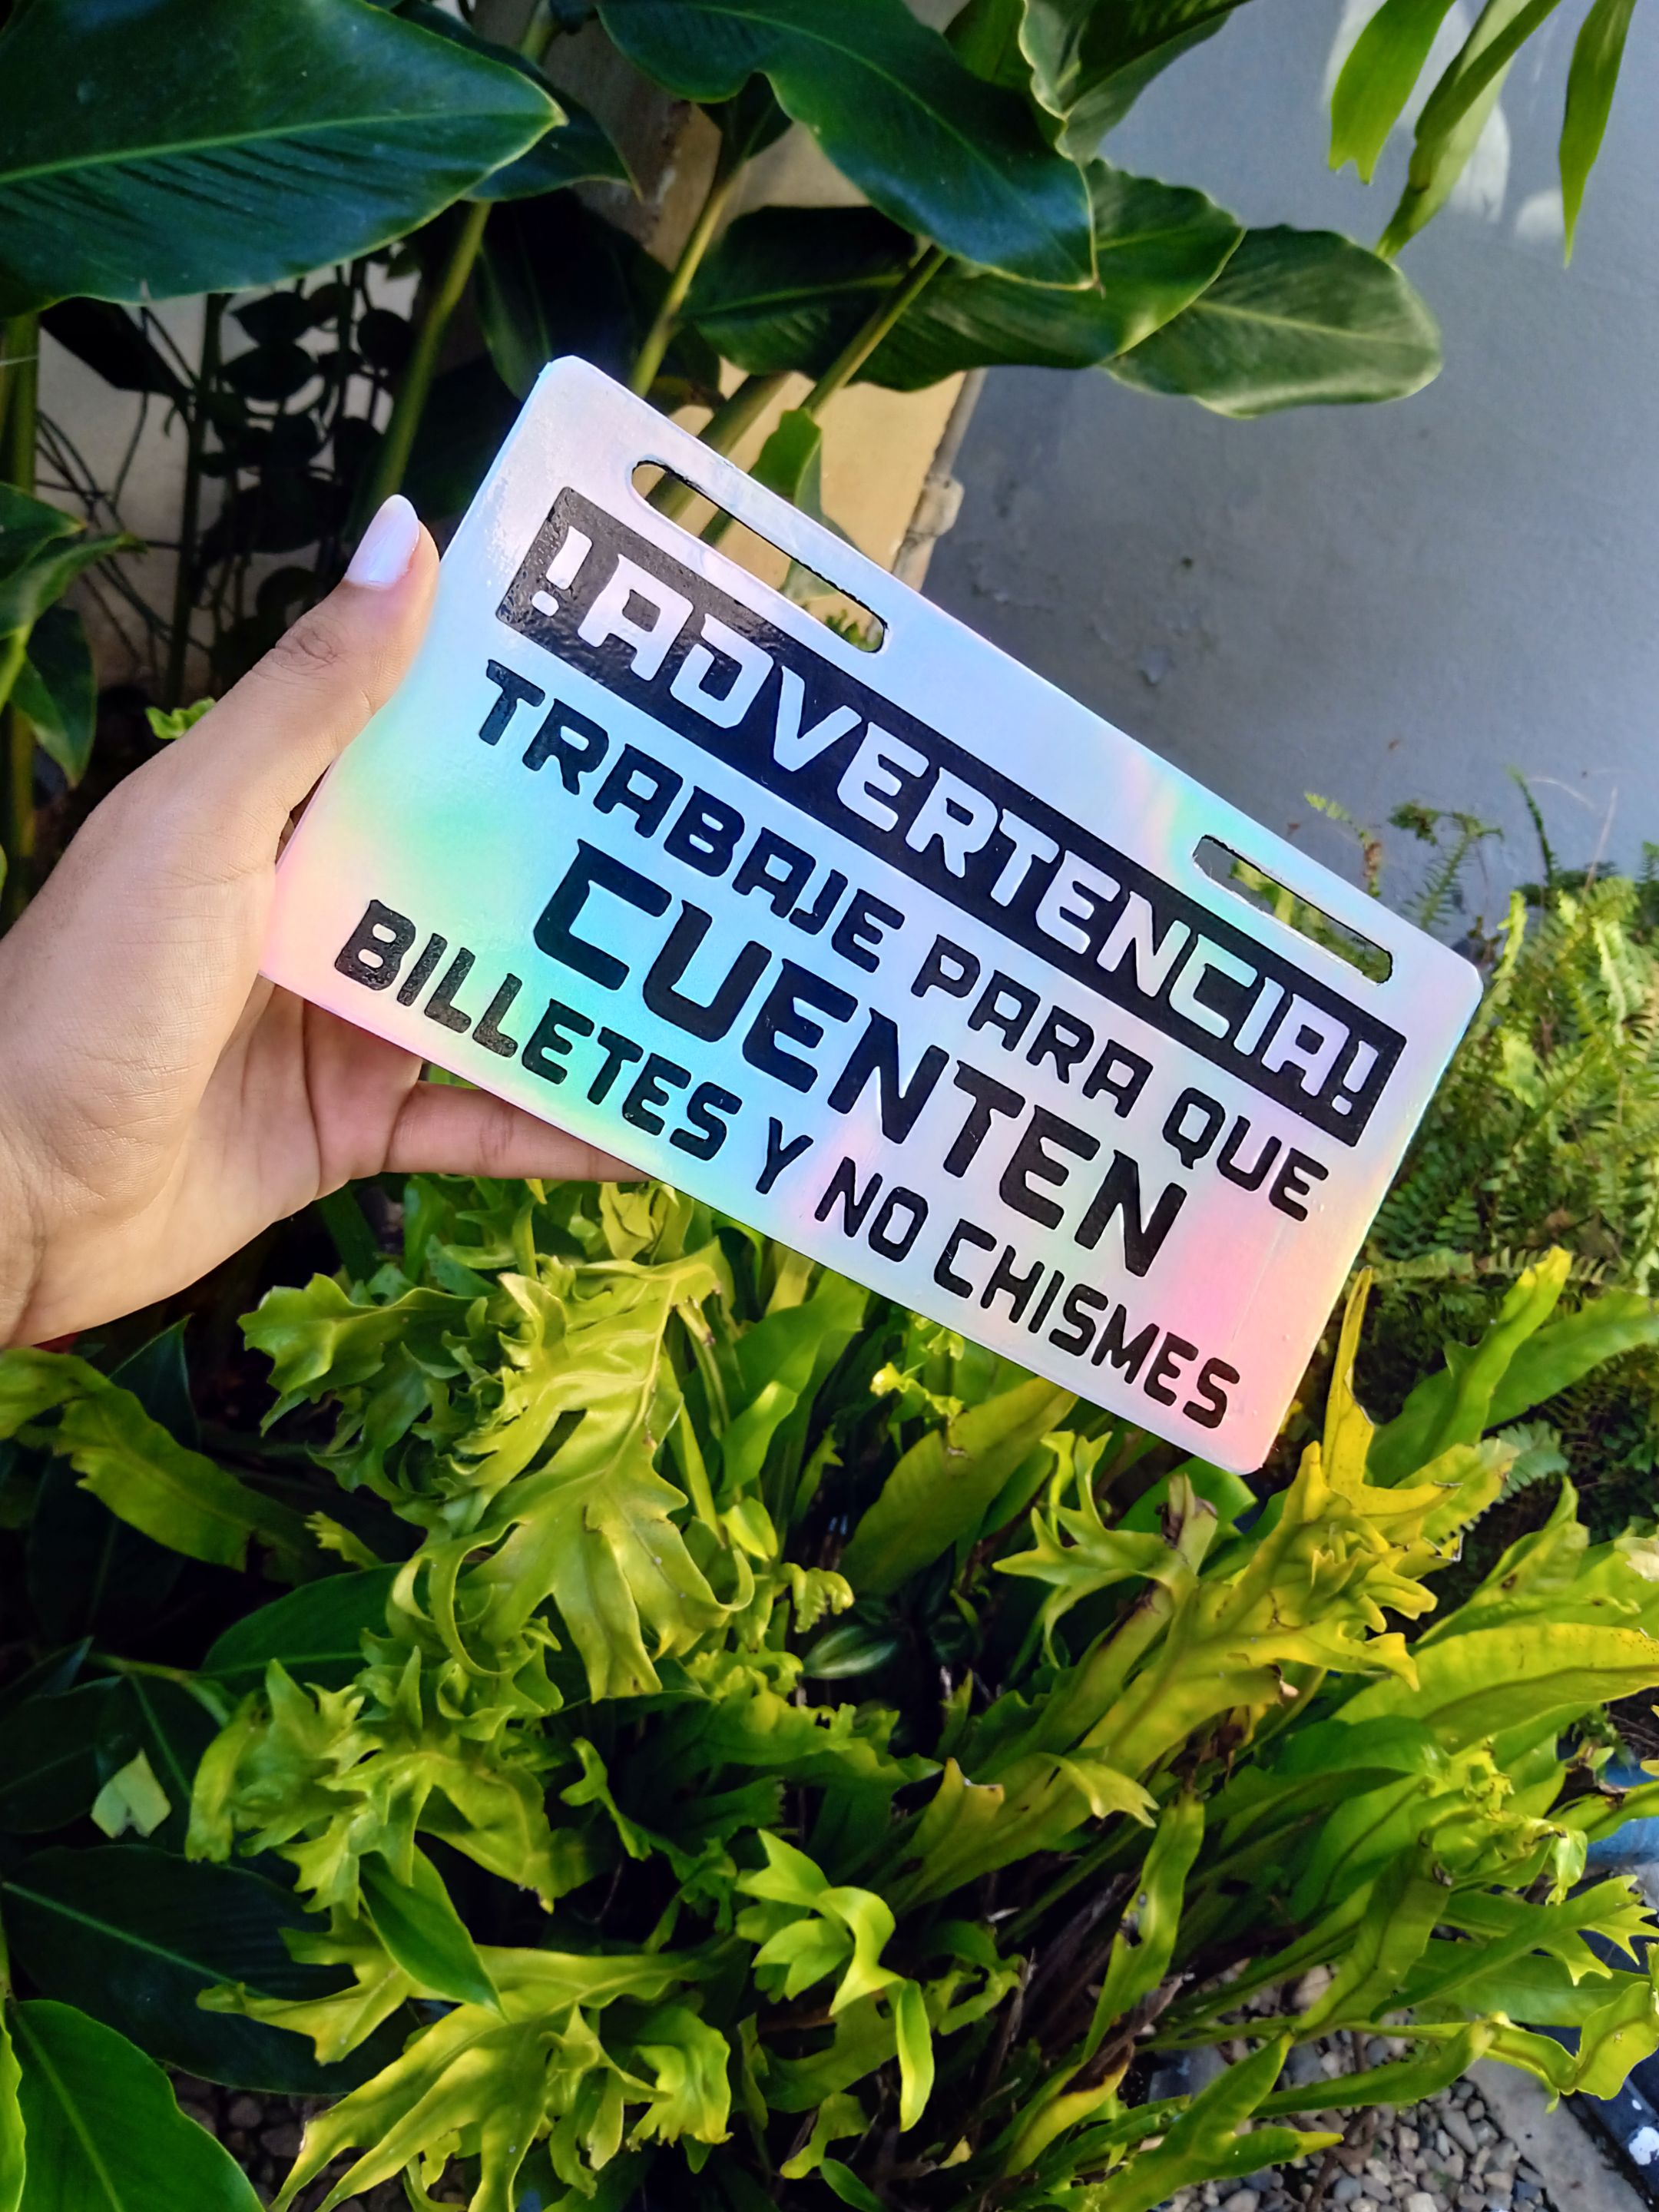 !ADVERTENCIA!
TRABAJE PARA QUE
CUENTEN
BILLETES Y NO CHISMES